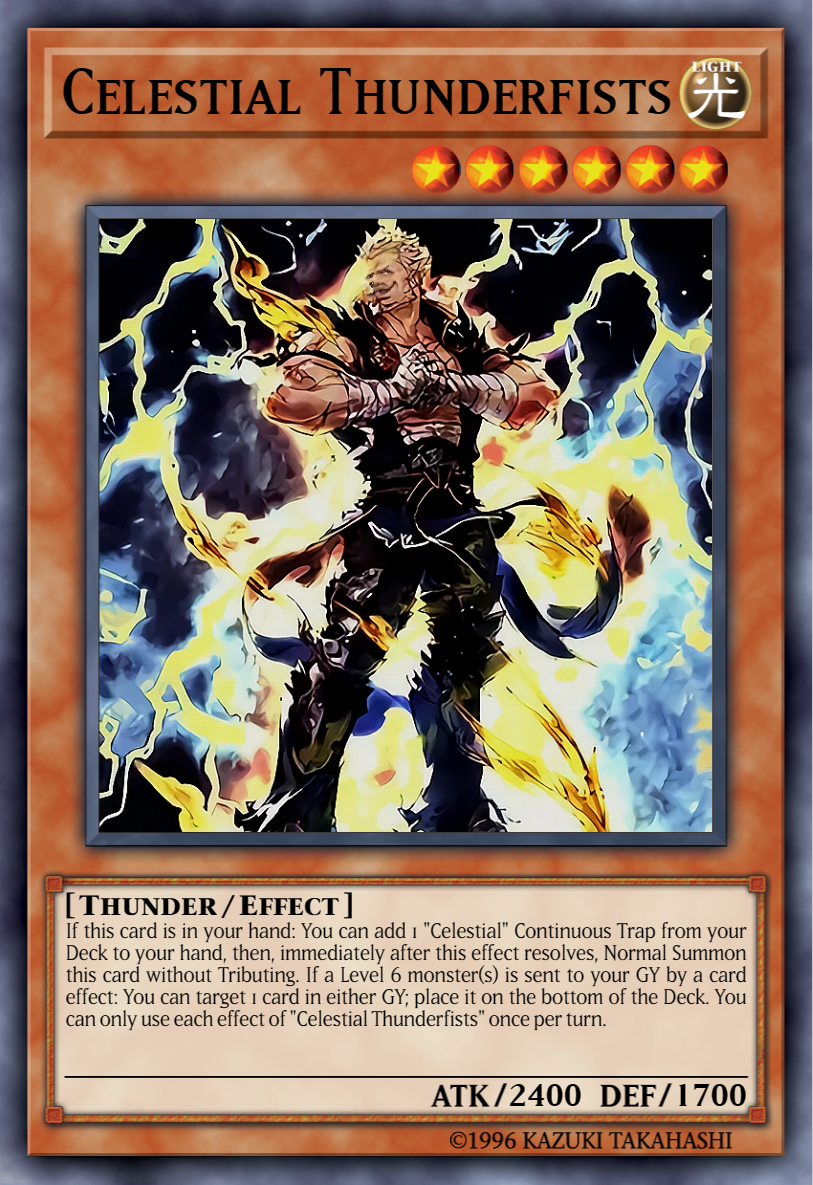 Celestial Thunderfists
LIGHT
光
[Thunder/Effect]
If this card is in your hand: You can add 1 "Celestial" Continuous Trap from your
Deck to your hand, then, immediately after this effect resolves, Normal Summon
this card without Tributing. If a Level 6 monster(s) is sent to your GY by a card
effect: You can target 1 card in either GY; place it on the bottom of the Deck. You
can only use each effect of "Celestial Thunderfists" once per turn.
ATK/2400 DEF/1700
©1996 KAZUKI TAKAHASHI